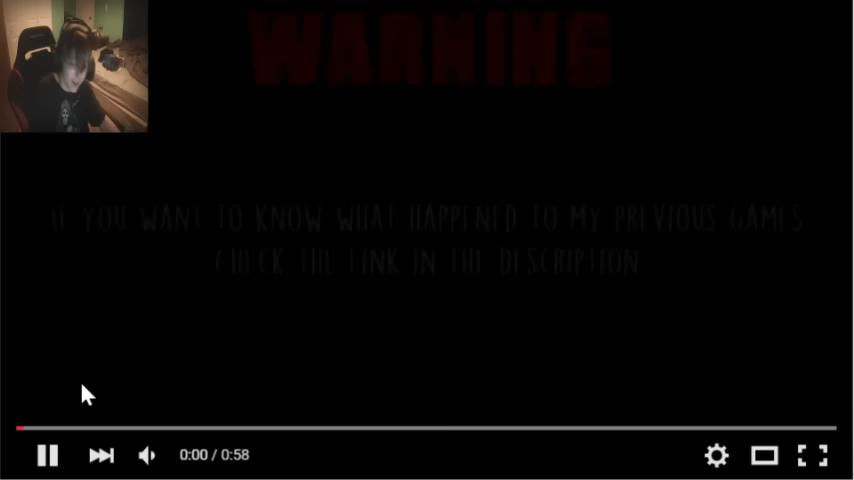 WARNING
IF YOU WANT TO KNOW WHAT HAPPENED TO MY PREVIOUS GAMES
CHECK THE LINK IN THE DESCRIPTION
0:00 / 0:58